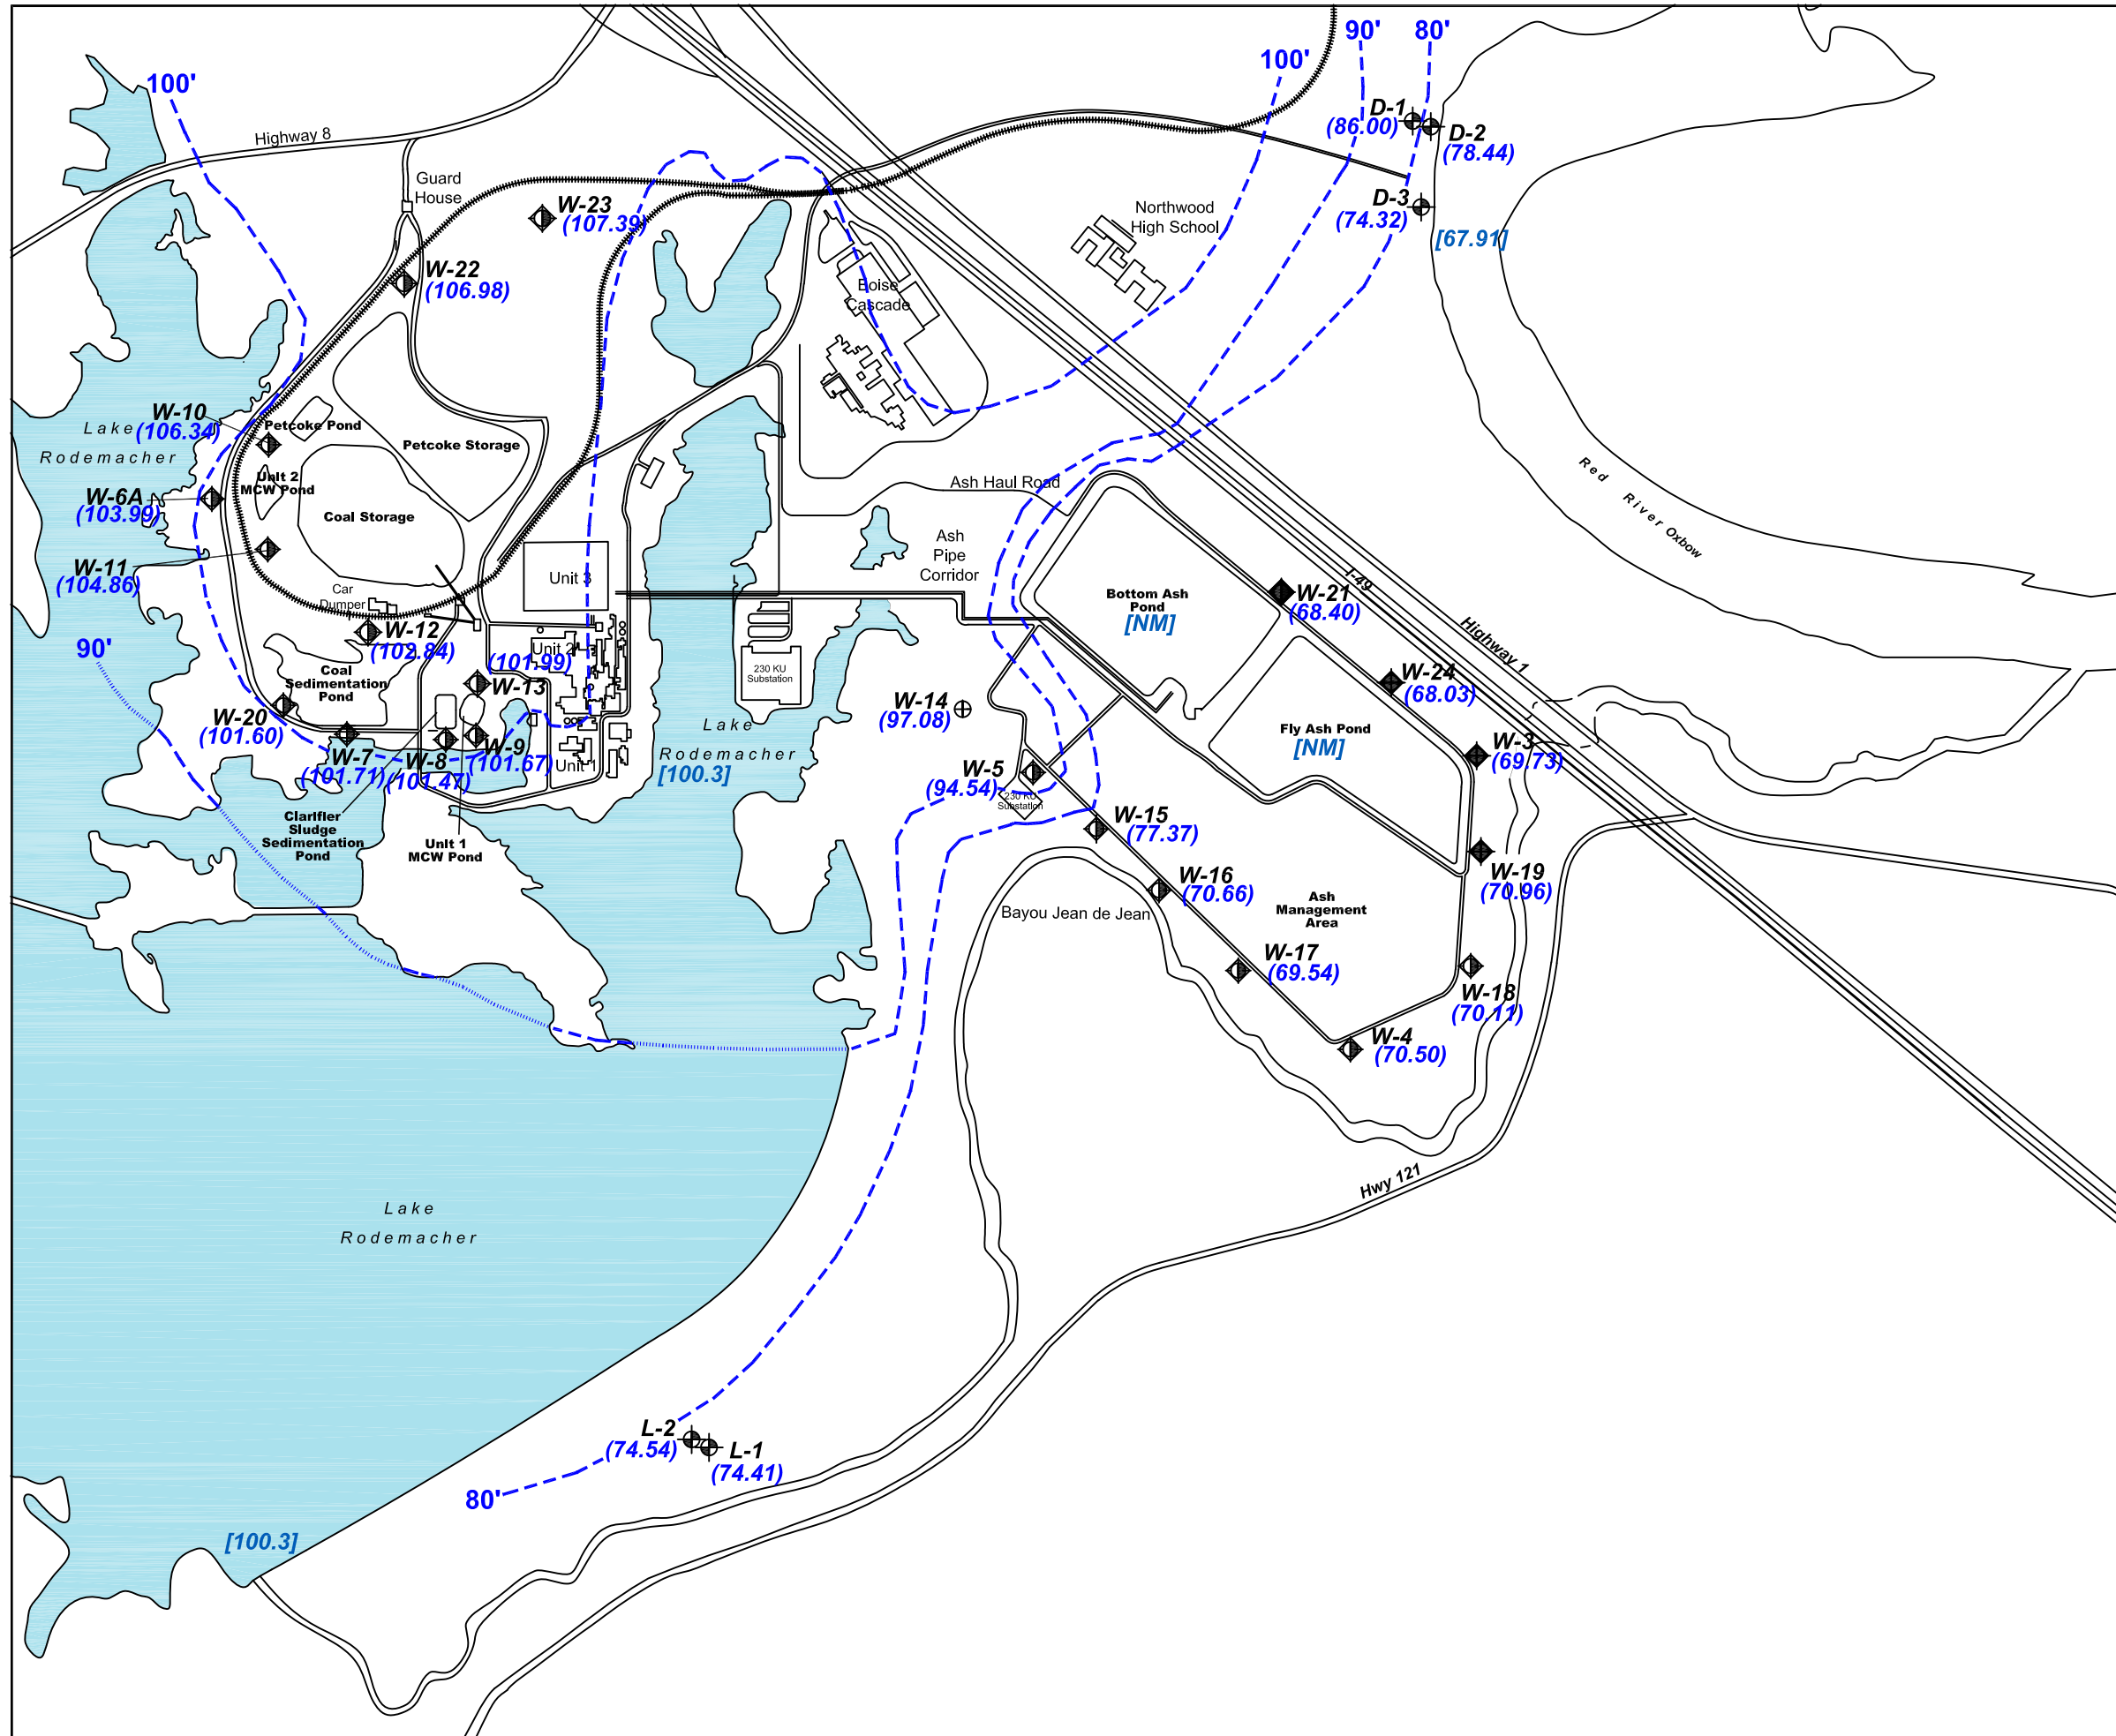 90'
80'
100'
100'
D-1
(86.00)
D-2
(78.44)
Highway 8
Guard
House
W-23
(107.39)
D-3
(74.32)
[67.91]
Northwood
High School
W-22
(106.98)
Boise
Cascade
W-10
(106.34)
Lake
Rodemacher
Petcoke Pond
Petcoke Storage
Unit 2
MCW Pond
Ash Haul Road
Red River Oxbow
W-6A
(103.99)
Coal Storage
Ash
Pipe
Corridor
W-11
(104.86)
Unit 3
Car
Dumper
I-49
Bottom Ash
Pond
[NM]
W-21
(68.40)
Highway 1
W-12
(102.84)
90'
Unit 2
(101.99)
W-13
Coal
Sedimentation
Pond
230 KU
Substation
W-24
(68.03)
W-14
(97.08)
W-20
(101.60)
Lake
Rodemacher
[100.3]
Fly Ash Pond
[NM]
W-3
(69.73)
W-7
(101.71)
W-8
(101.47)
W-9
(101.67)
Unit 1
W-5
(94.54)
230 KU
Substation
Clarifier
Sludge
Sedimentation
Pond
Unit 1
MCW Pond
W-15
(77.37)
W-16
(70.66)
W-19
(70.96)
Ash
Management
Area
Bayou Jean de Jean
W-17
(69.54)
W-18
(70.11)
W-4
(70.50)
Hwy 121
Lake
Rodemacher
L-2
(74.54)
L-1
(74.41)
80'
[100.3]